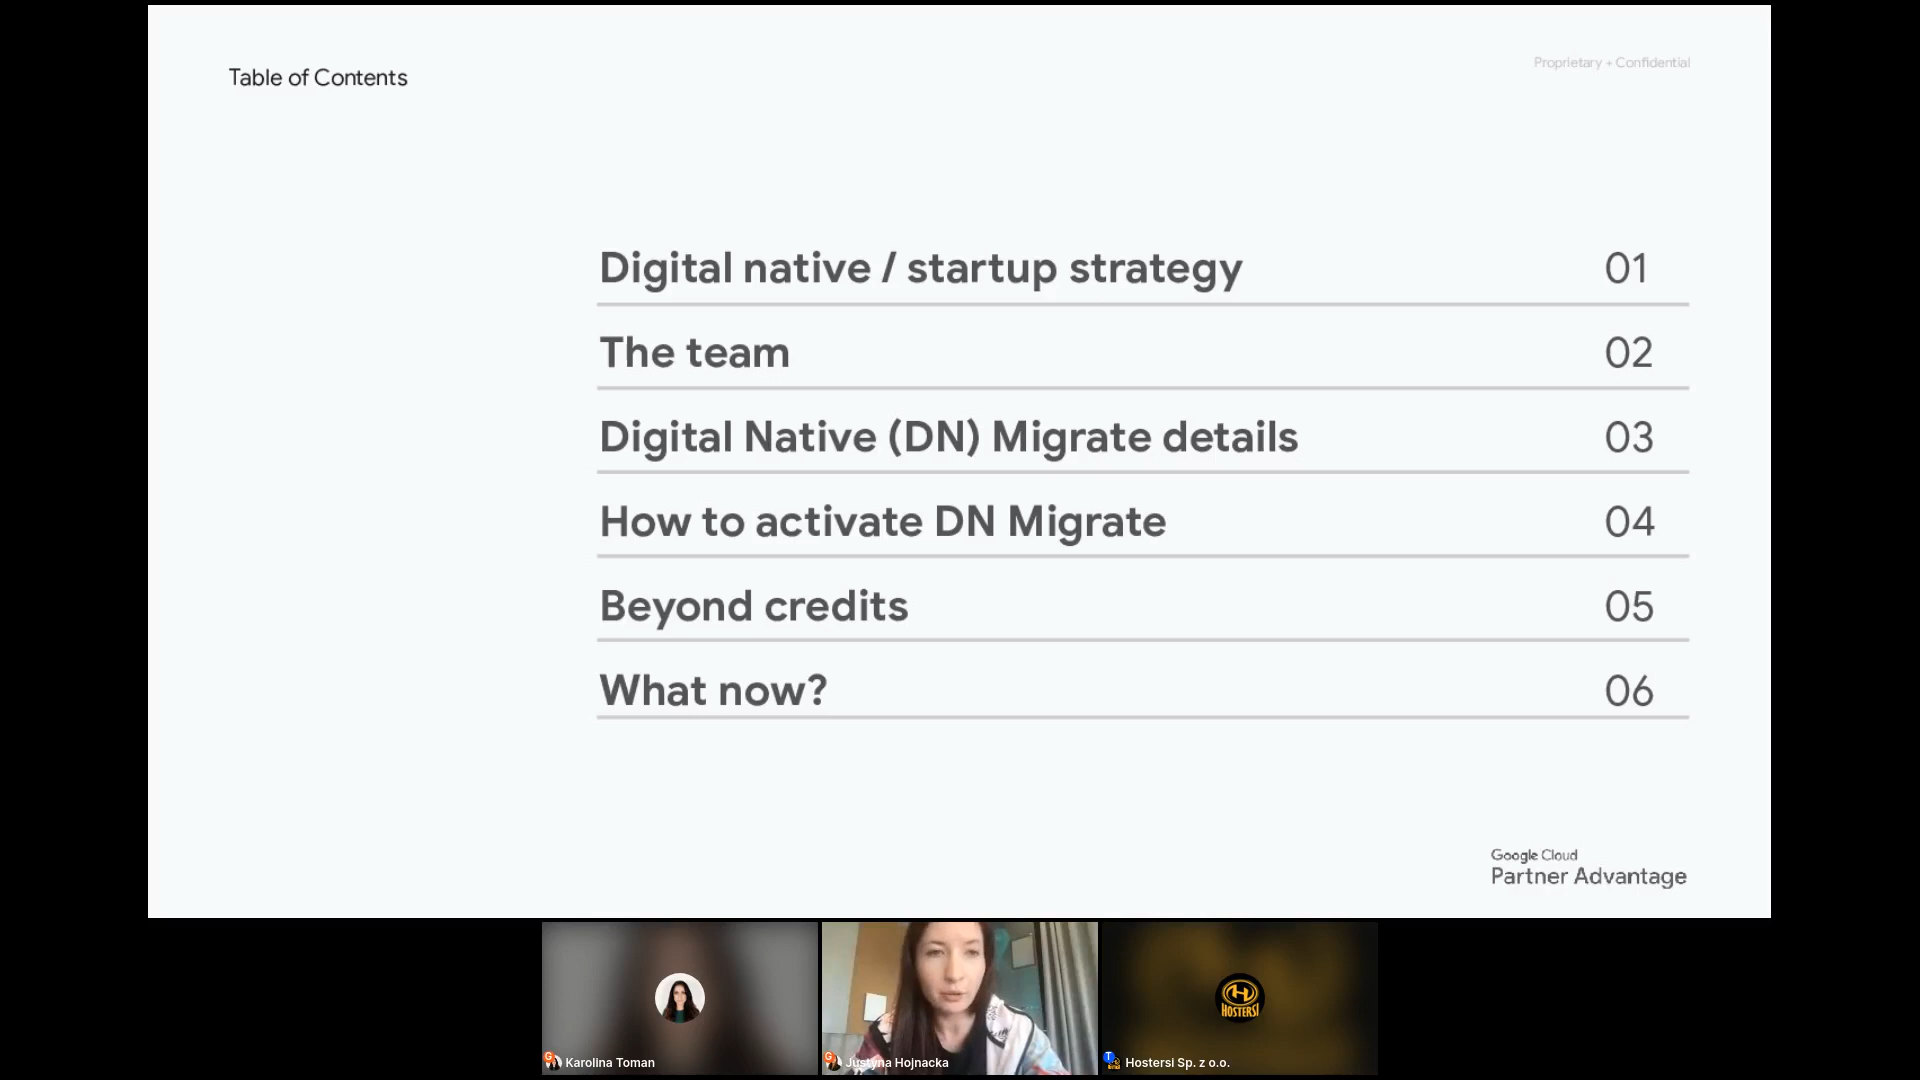 Table of Contents
Proprietary + Confidential
Digital native / startup strategy 01
The team 02
Digital Native (DN) Migrate details 03
How to activate DN Migrate 04
Beyond credits 05
What now? 06
Google Cloud
Partner Advantage
HOSTERSI
G Karolina Toman
G Justyna Hojnacka
T Hostersi Sp. z o.o.